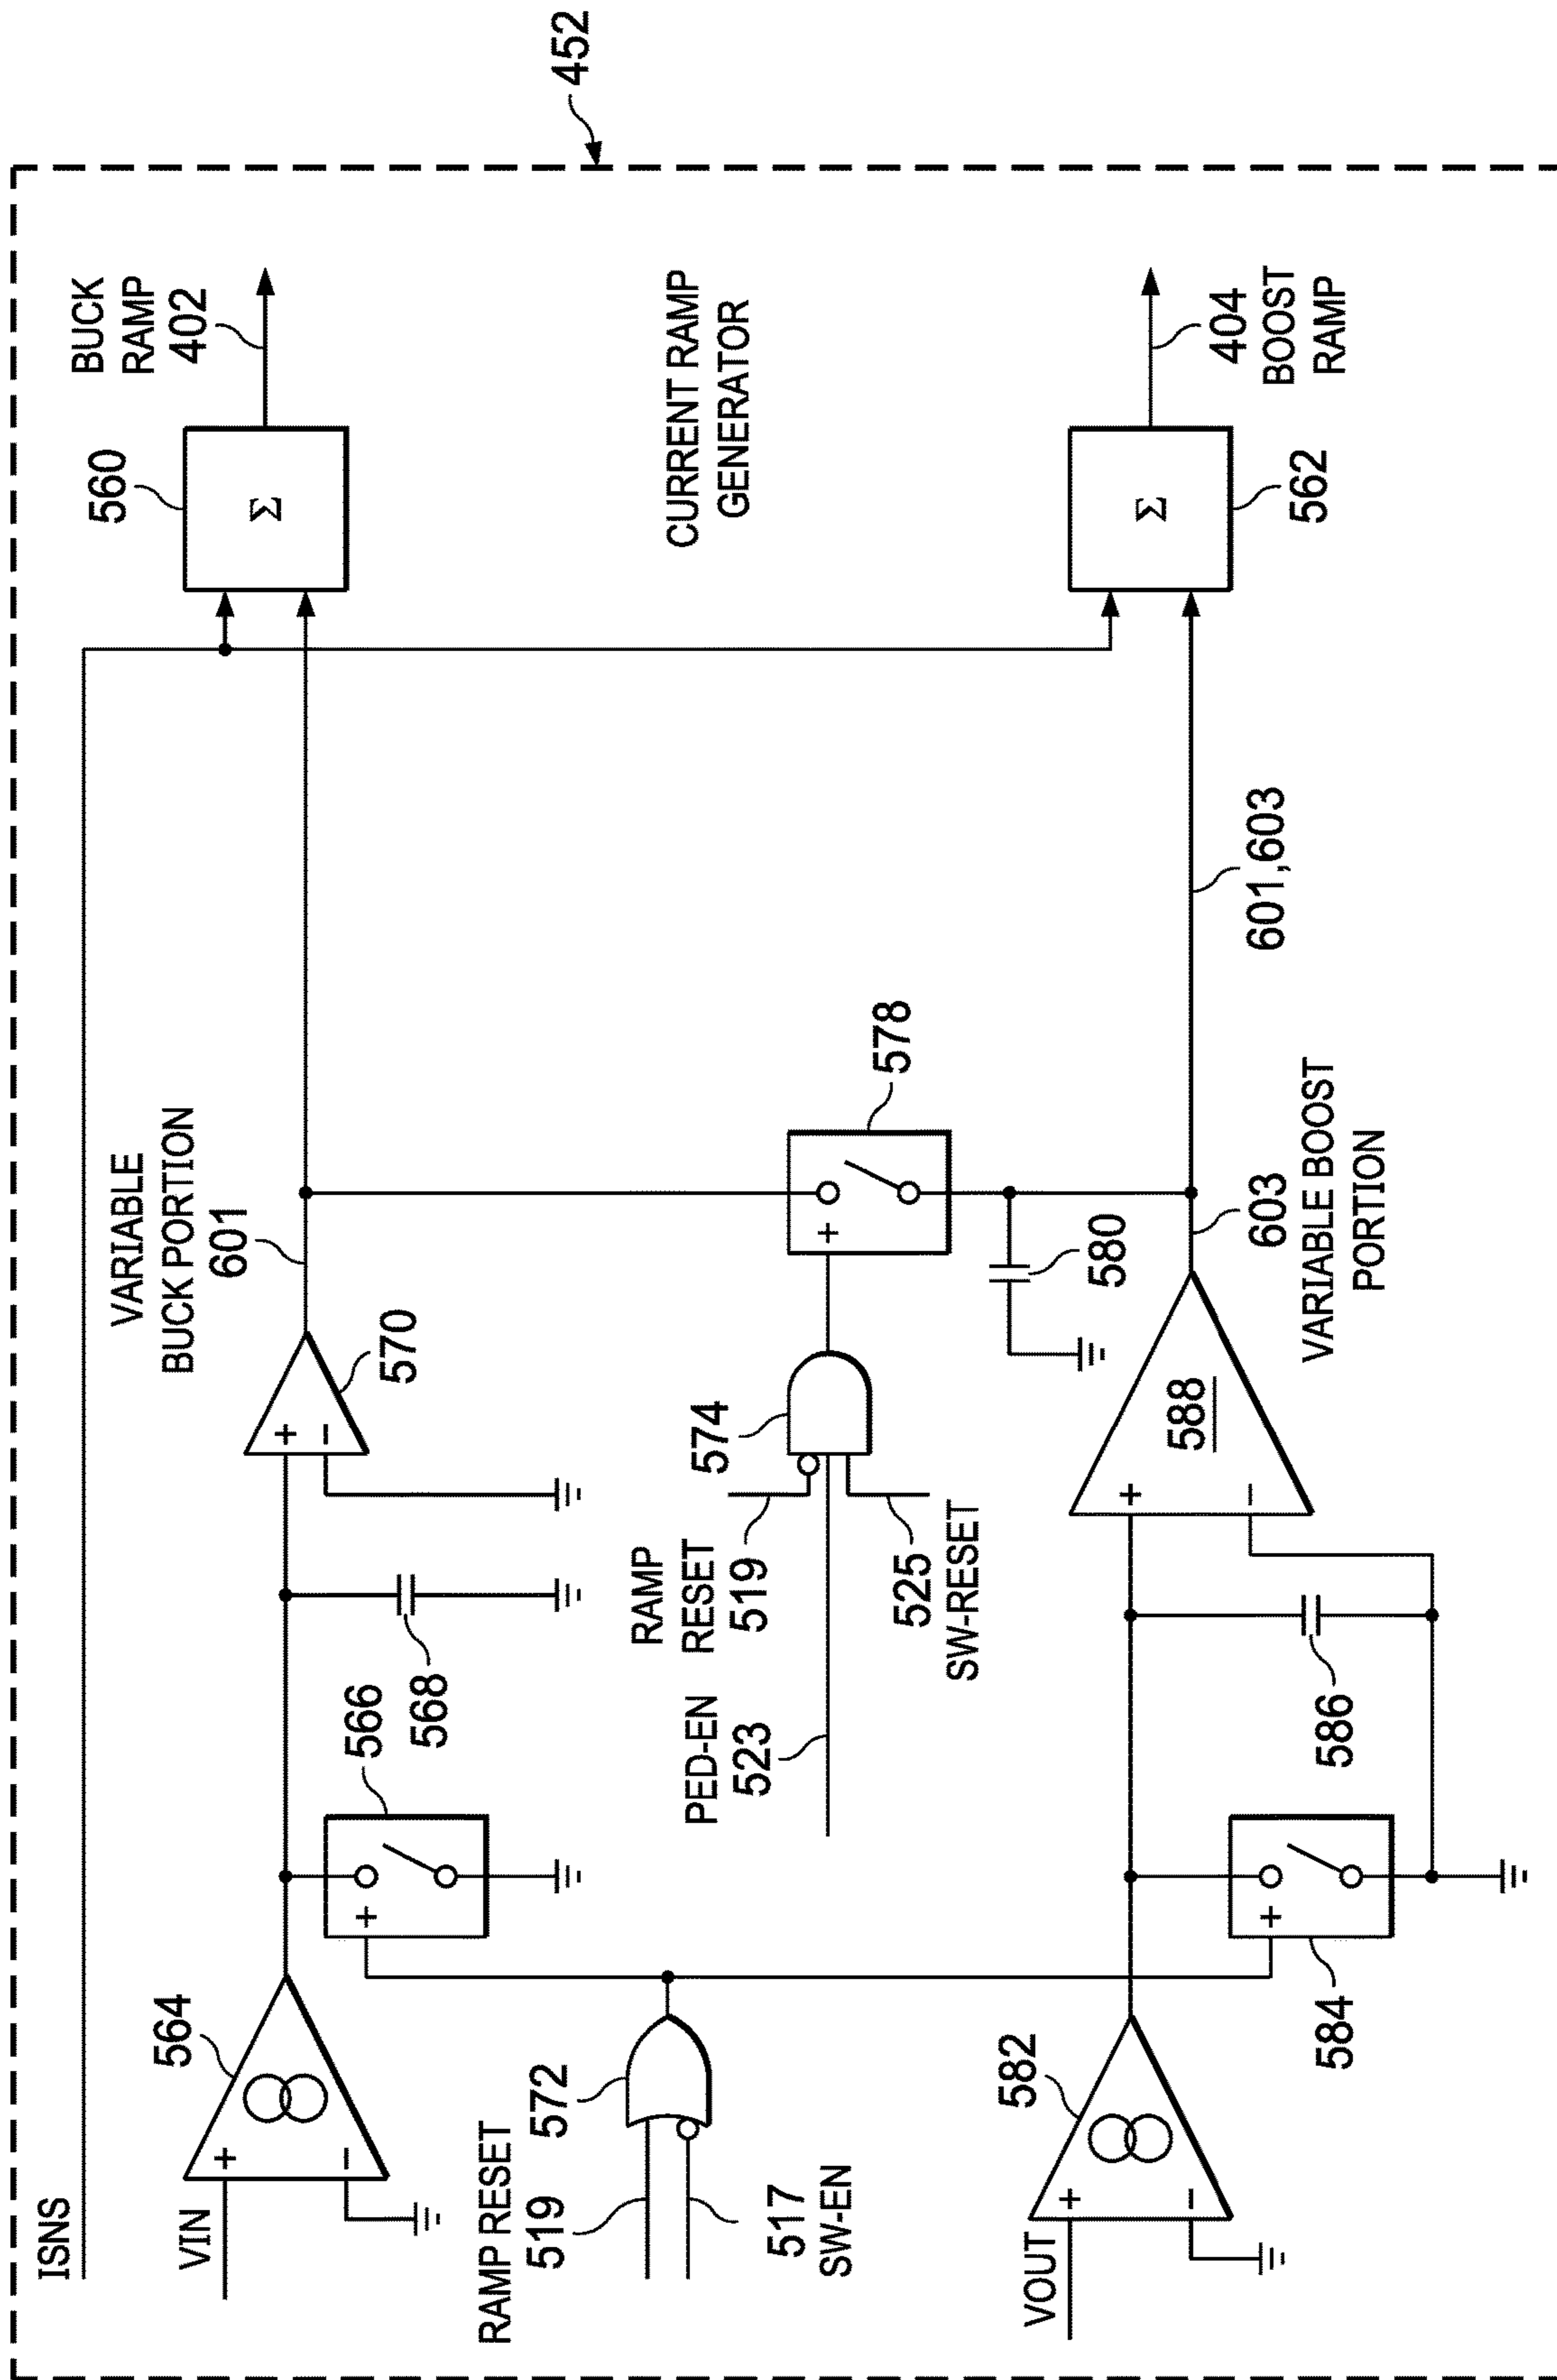 452
ISNS
VIN
564
566
568
VARIABLE
BUCK PORTION
601
570
560
Σ
BUCK
RAMP
402
+
−
+
+
−
RAMP RESET
519
572
517
SW-EN
PED-EN
523
RAMP
RESET
519
574
525
SW-RESET
+
578
580
CURRENT RAMP
GENERATOR
VOUT
582
+
−
584
+
586
+
−
588
603
VARIABLE BOOST
PORTION
601,603
Σ
562
404
BOOST
RAMP